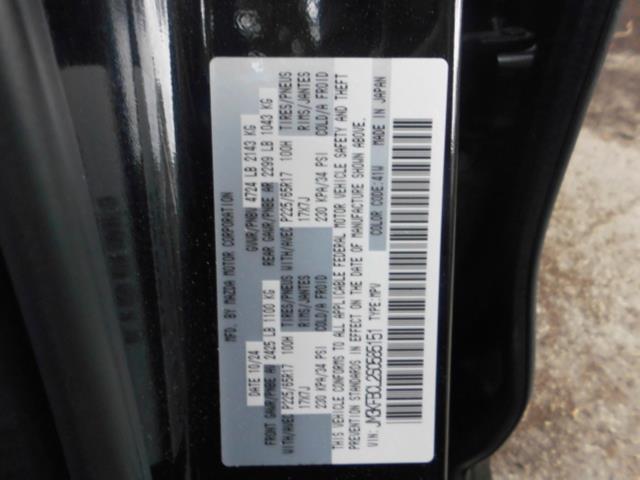 MFD. BY MAZDA MOTOR CORPORATION
DATE 10/24 GVWR/PNBV 4724 LB 2143 KG
FRONT GAWR/PNBE AV 2425 LB 1100 KG REAR GAWR/PNBE AR 2299 LB 1043 KG
WITH/AVEC P225/65R17 100H TIRES/PNEUS WITH/AVEC P225/65R17 100H TIRES/PNEUS
17X7J RIMS/JANTES 17X7J RIMS/JANTES
230 KPA/34 PSI COLD/A FROID 230 KPA/34 PSI COLD/A FROID
THIS VEHICLE CONFORMS TO ALL APPLICABLE FEDERAL MOTOR VEHICLE SAFETY AND THEFT
PREVENTION STANDARDS IN EFFECT ON THE DATE OF MANUFACTURE SHOWN ABOVE.
COLOR CODE:41W MADE IN JAPAN
VIN: JM3KFBCL2S0585151 TYPE:MPV